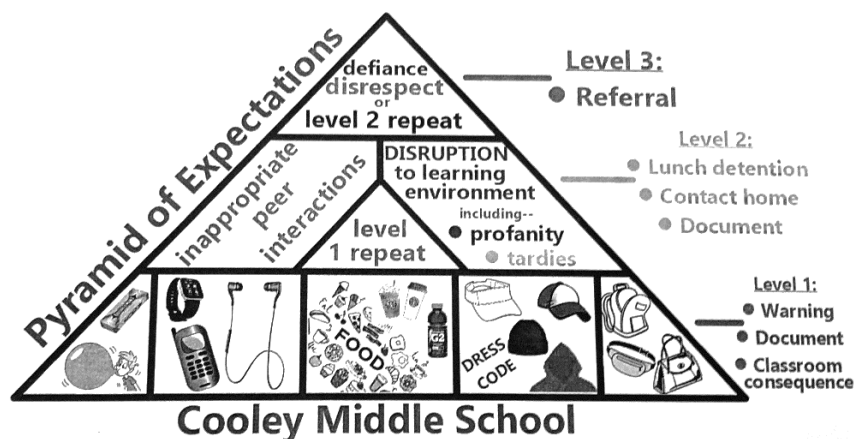 Pyramid of Expectations
defiance
disrespect
or
level 2 repeat
Level 3:
Referral
inappropriate
peer
interactions
level
1 repeat
DISRUPTION
to learning
environment
including--
profanity
tardies
Level 2:
Lunch detention
Contact home
Document
FOOD
G2
DRESS
CODE
Level 1:
Warning
Document
Classroom
consequence
Cooley Middle School